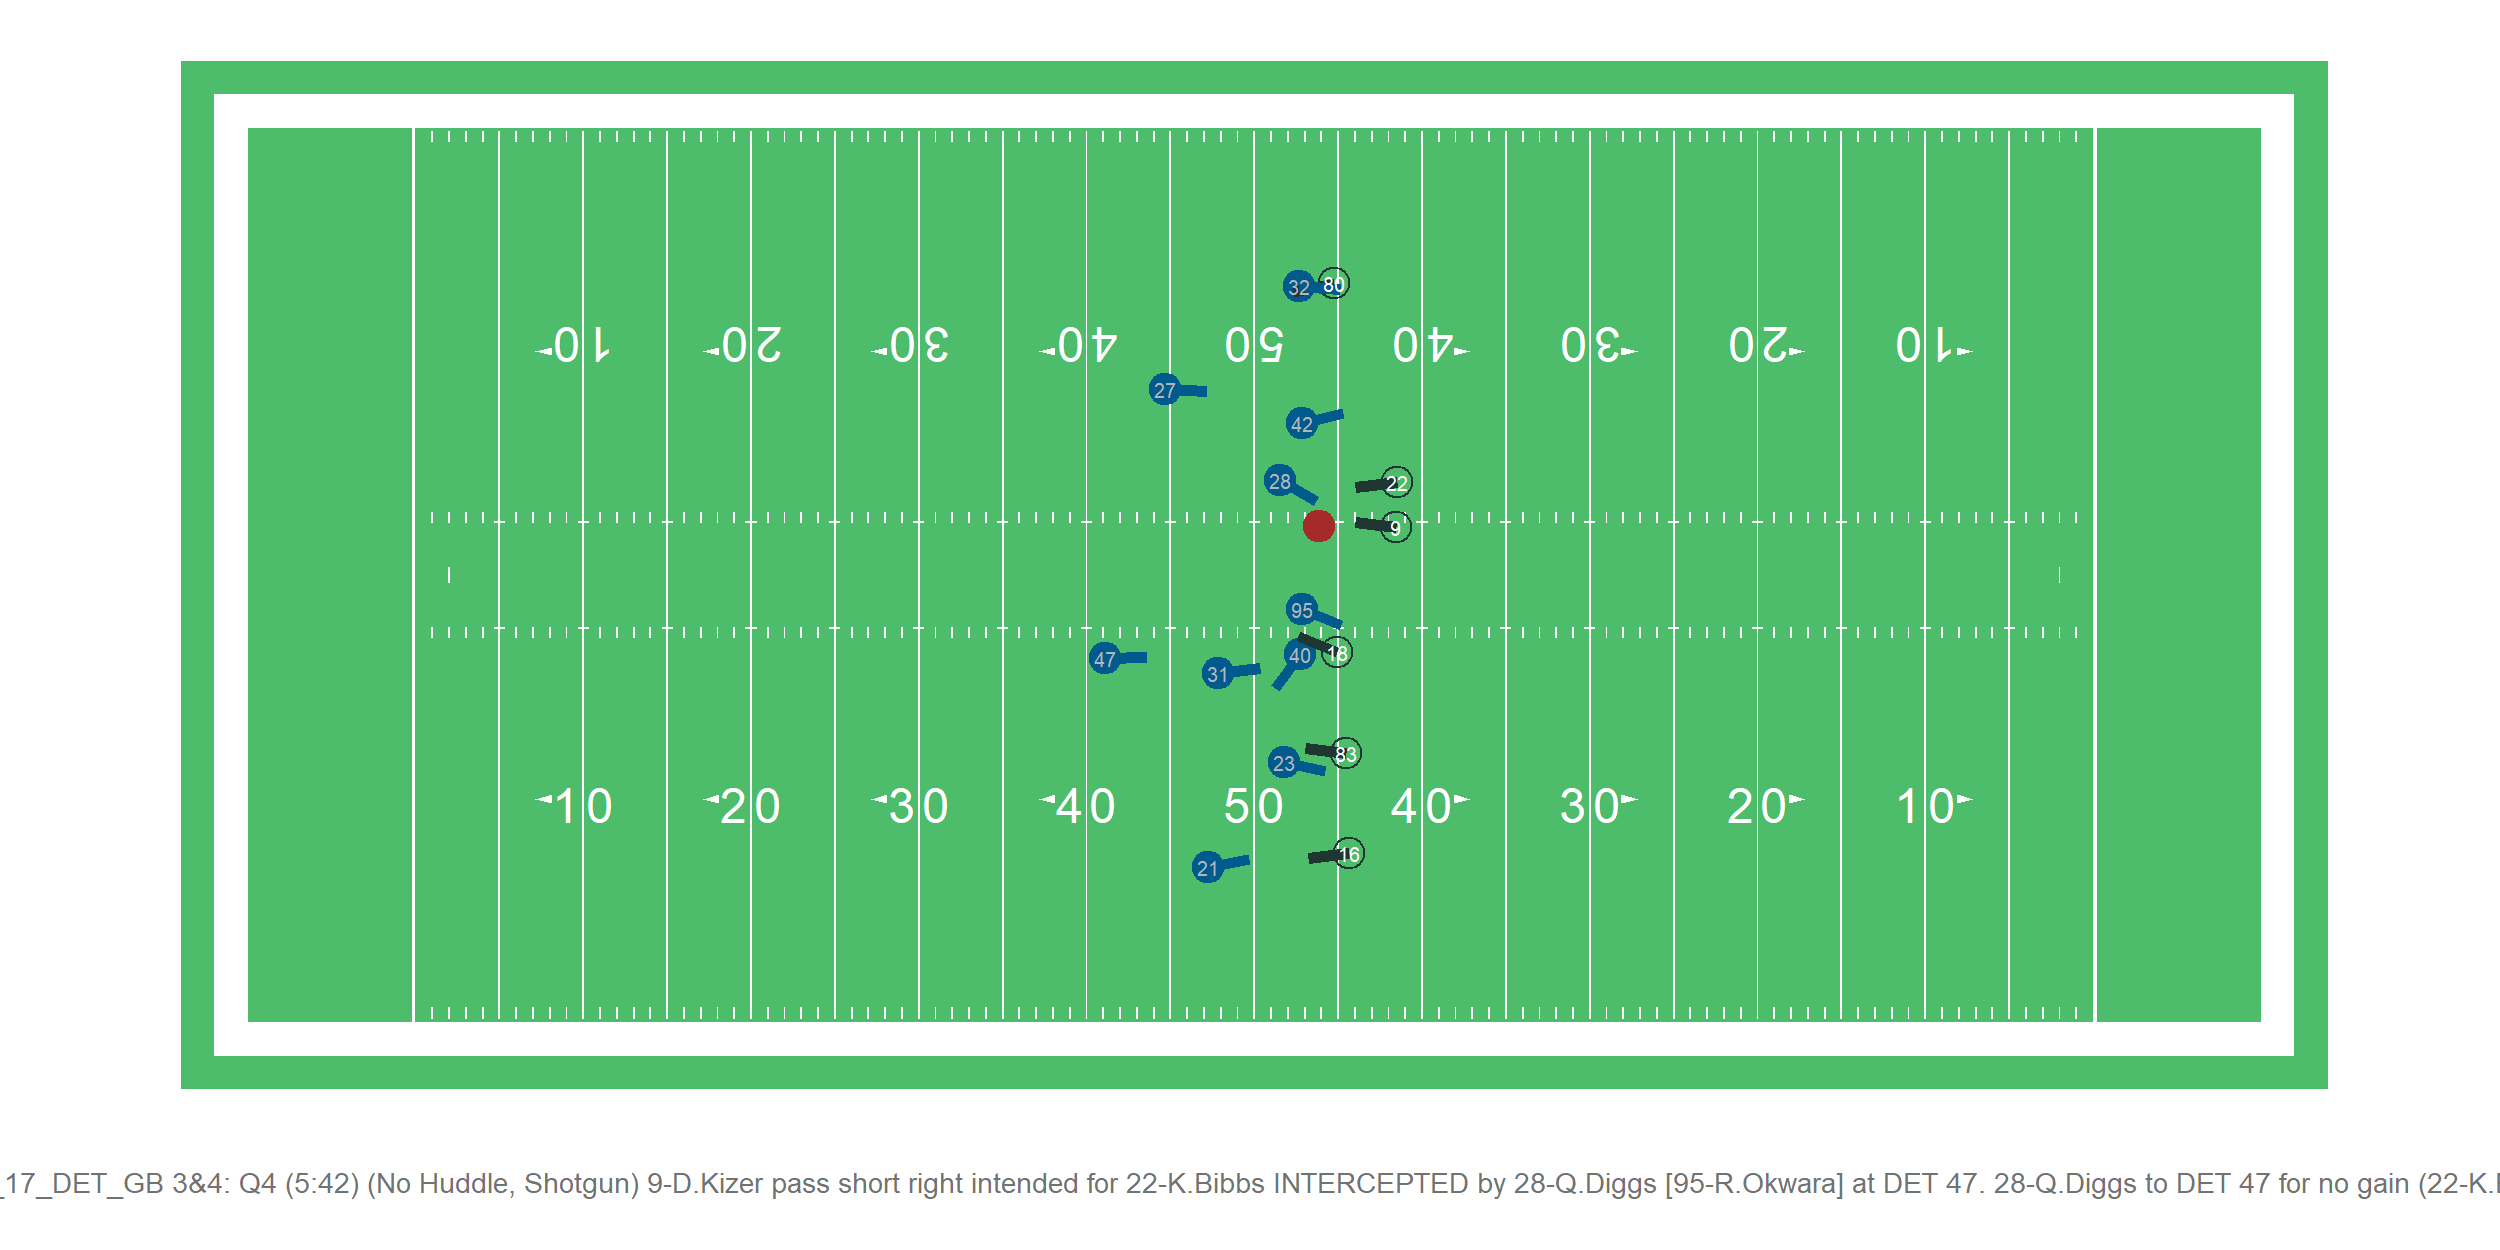 32 80
10 20 30 40 50 40 30 20 10
27
42
28 22
9
95
47 31 40 18
23 83
10 20 30 40 50 40 30 20 10
21 16
_17_DET_GB 3&4: Q4 (5:42) (No Huddle, Shotgun) 9-D.Kizer pass short right intended for 22-K.Bibbs INTERCEPTED by 28-Q.Diggs [95-R.Okwara] at DET 47. 28-Q.Diggs to DET 47 for no gain (22-K.